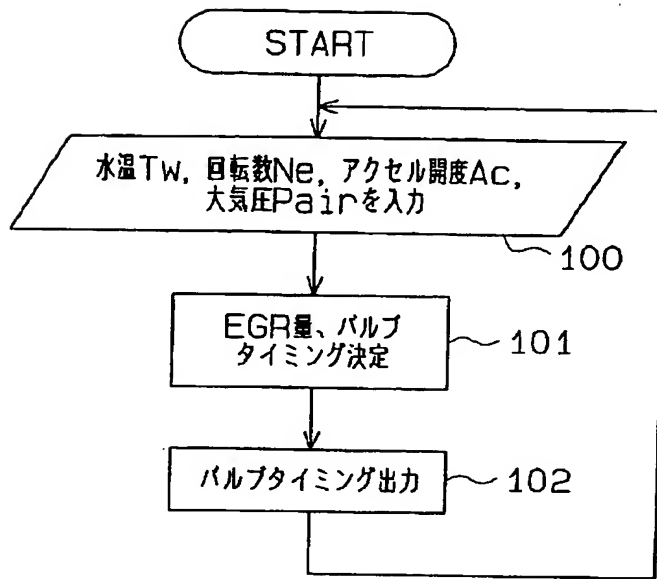 START
水温Tw, 回転数Ne, アクセル開度Ac,
大気圧Pairを入力
100
EGR量、バルブ
タイミング決定
101
バルブタイミング出力
102